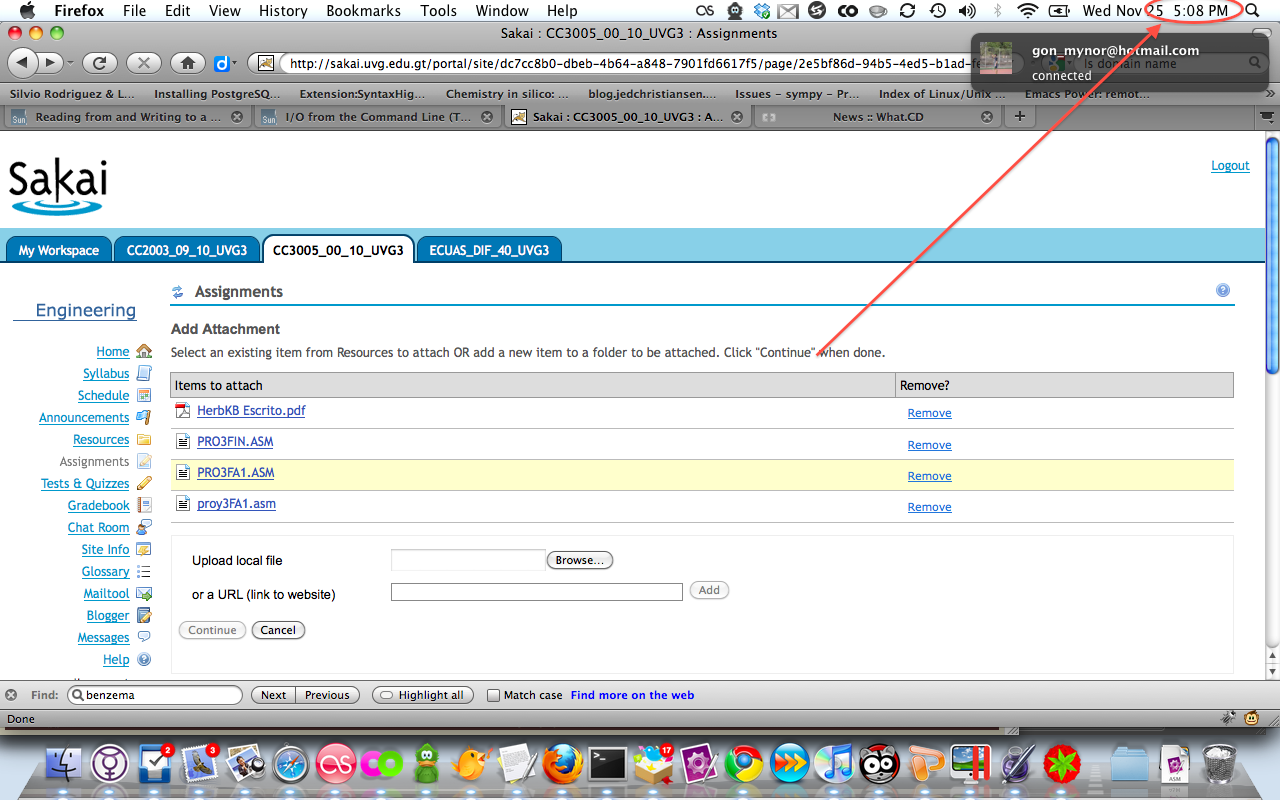 Firefox File Edit View History Bookmarks Tools Window Help Wed Nov 25 5:08 PM
Sakai : CC3005_00_10_UVG3 : Assignments
gon_mynor@hotmail.com
connected
http://sakai.uvg.edu.gt/portal/site/dc7cc8b0-dbeb-4b64-a848-7901fd6617f5/page/2e5bf86d-94b5-4ed5-b1ad-fe is domain name
Silvio Rodriguez & L... Installing PostgreSQ... Extension:SyntaxHig... Chemistry in silico: ... blog.jedchristiansen.... Issues – sympy – Pr... Index of Linux/Unix ... Emacs Power: remot...
Reading from and Writing to a ... I/O from the Command Line (T... Sakai : CC3005_00_10_UVG3 : A... News :: What.CD
Sakai
Logout
My Workspace CC2003_09_10_UVG3 CC3005_00_10_UVG3 ECUAS_DIF_40_UVG3
Engineering
Home
Syllabus
Schedule
Announcements
Resources
Assignments
Tests & Quizzes
Gradebook
Chat Room
Site Info
Glossary
Mailtool
Blogger
Messages
Help
Assignments
Add Attachment
Select an existing item from Resources to attach OR add a new item to a folder to be attached. Click "Continue" when done.
Items to attach Remove?
HerbKB Escrito.pdf Remove
PRO3FIN.ASM Remove
PRO3FA1.ASM Remove
proy3FA1.asm Remove
Upload local file Browse...
or a URL (link to website) Add
Continue Cancel
Find: benzema Next Previous Highlight all Match case Find more on the web
Done
2 3 17
ASM